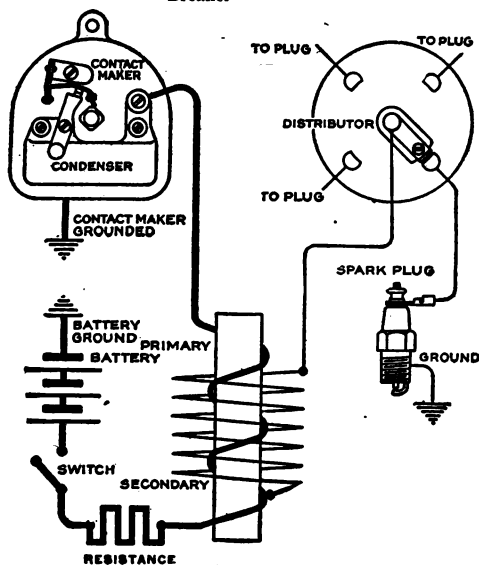 CONTACT
MAKER
CONDENSER
CONTACT MAKER
GROUNDED
TO PLUG
TO PLUG
DISTRIBUTOR
TO PLUG
SPARK PLUG
GROUND
BATTERY
GROUND
BATTERY
PRIMARY
SWITCH
SECONDARY
RESISTANCE